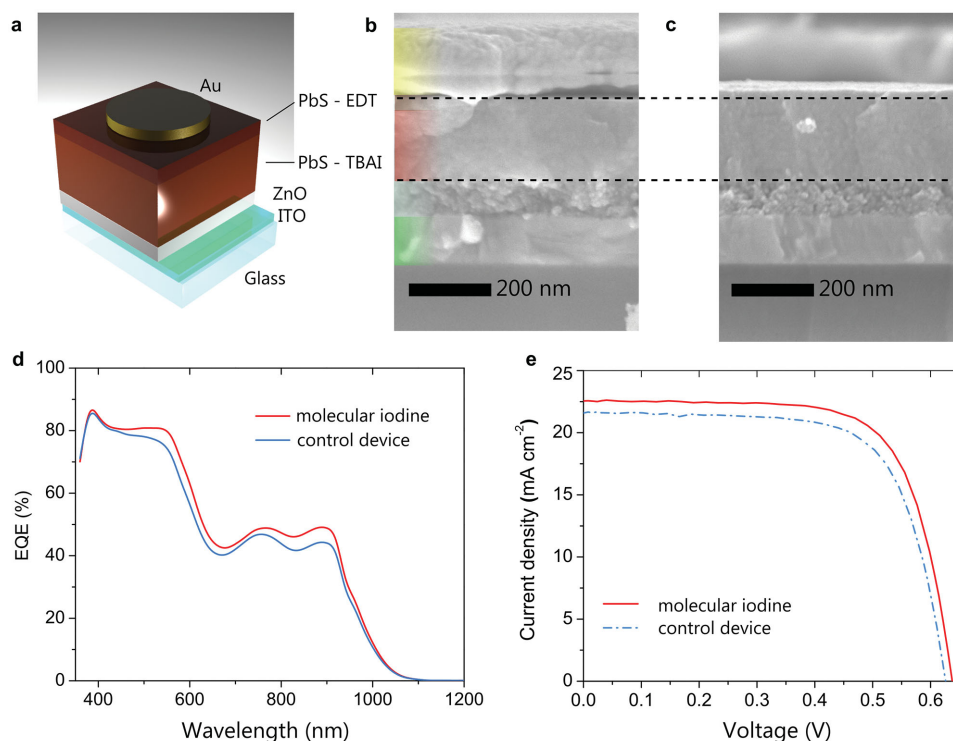 a
Au
PbS - EDT
PbS - TBAI
ZnO
ITO
Glass
b
200 nm
c
200 nm
d
100
80
60
40
20
0
EQE (%)
molecular iodine
control device
400
600
800
1000
1200
Wavelength (nm)
e
25
20
15
10
5
0
Current density (mA cm⁻²)
molecular iodine
control device
0.0
0.1
0.2
0.3
0.4
0.5
0.6
Voltage (V)